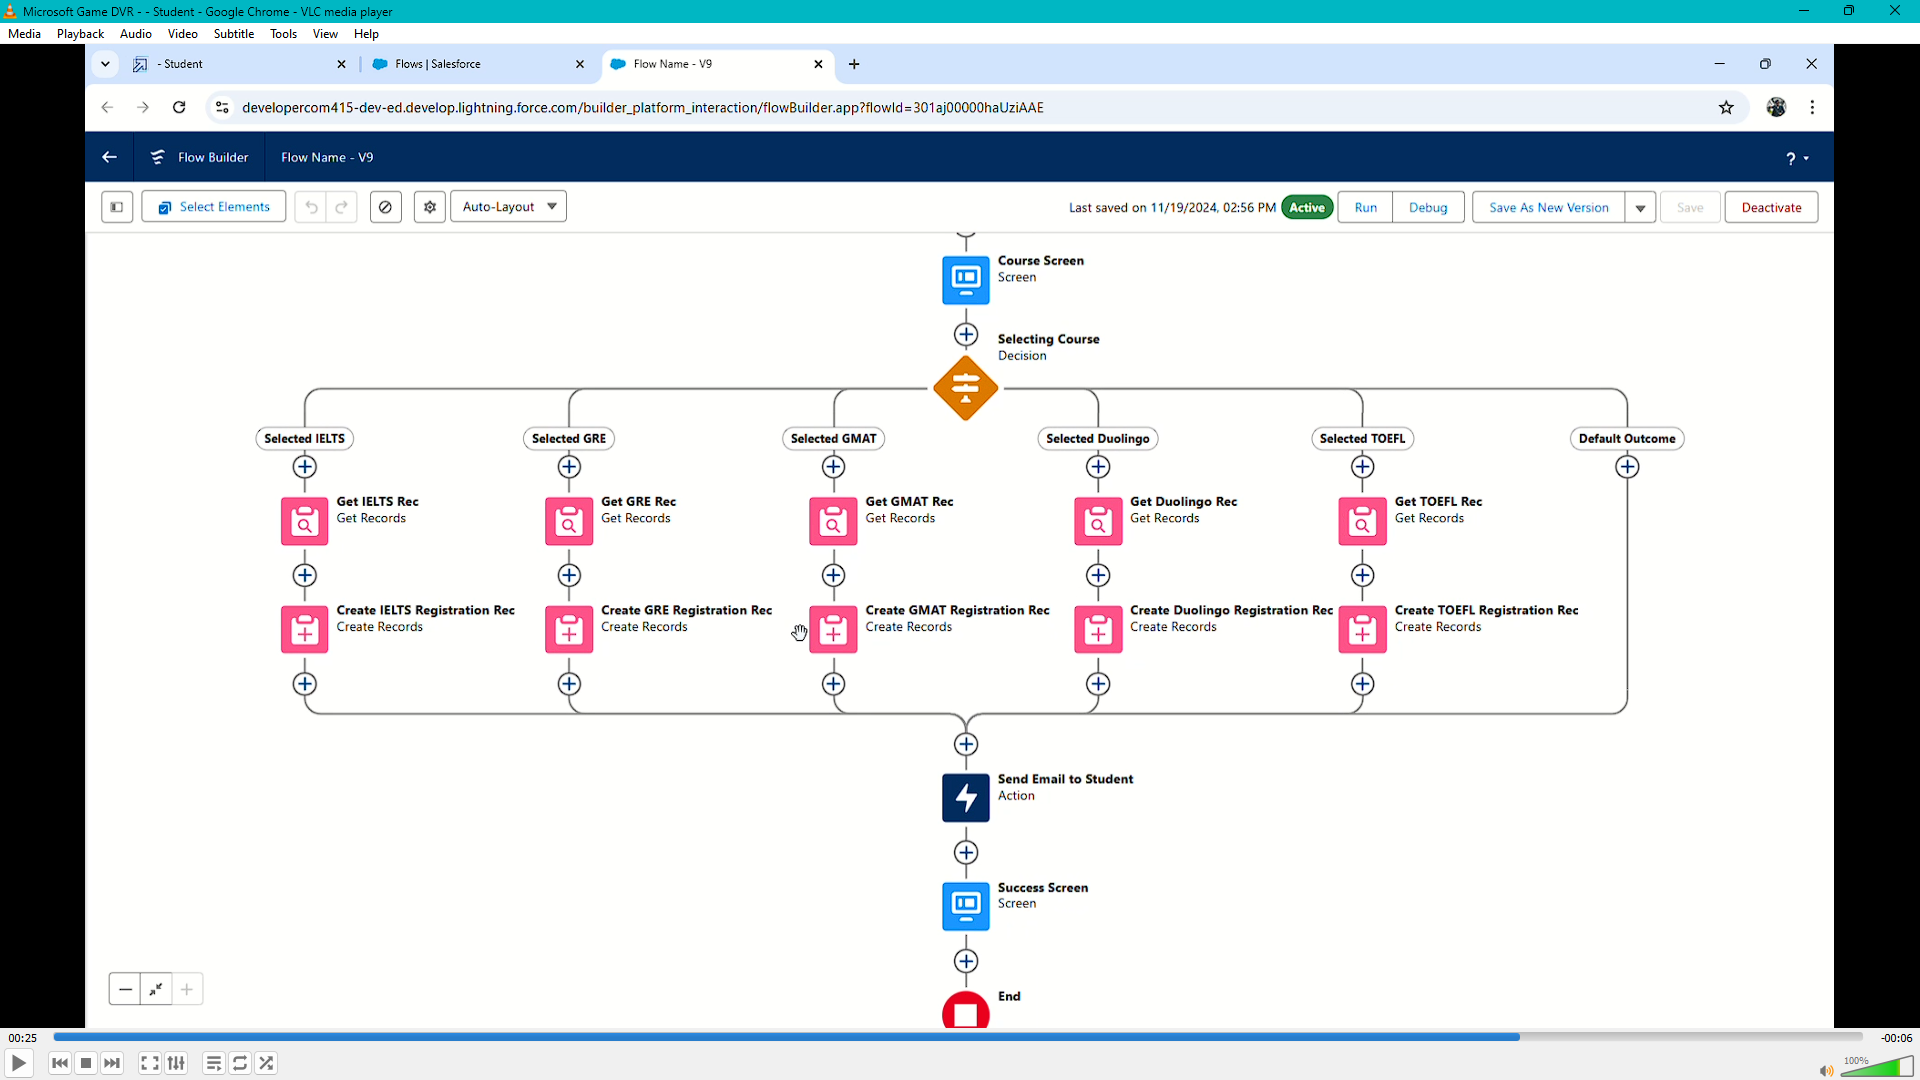 Microsoft Game DVR - - Student - Google Chrome - VLC media player
Media Playback Audio Video Subtitle Tools View Help
- Student
Flows | Salesforce
Flow Name - V9
developercom415-dev-ed.develop.lightning.force.com/builder_platform_interaction/flowBuilder.app?flowId=301aj00000haUziAAE
Flow Builder
Flow Name - V9
?
Select Elements
Auto-Layout
Last saved on 11/19/2024, 02:56 PM
Active
Run
Debug
Save As New Version
Save
Deactivate
Course Screen
Screen
Selecting Course
Decision
Selected IELTS
Selected GRE
Selected GMAT
Selected Duolingo
Selected TOEFL
Default Outcome
Get IELTS Rec
Get Records
Get GRE Rec
Get Records
Get GMAT Rec
Get Records
Get Duolingo Rec
Get Records
Get TOEFL Rec
Get Records
Create IELTS Registration Rec
Create Records
Create GRE Registration Rec
Create Records
Create GMAT Registration Rec
Create Records
Create Duolingo Registration Rec
Create Records
Create TOEFL Registration Rec
Create Records
Send Email to Student
Action
Success Screen
Screen
End
00:25
-00:06
100%